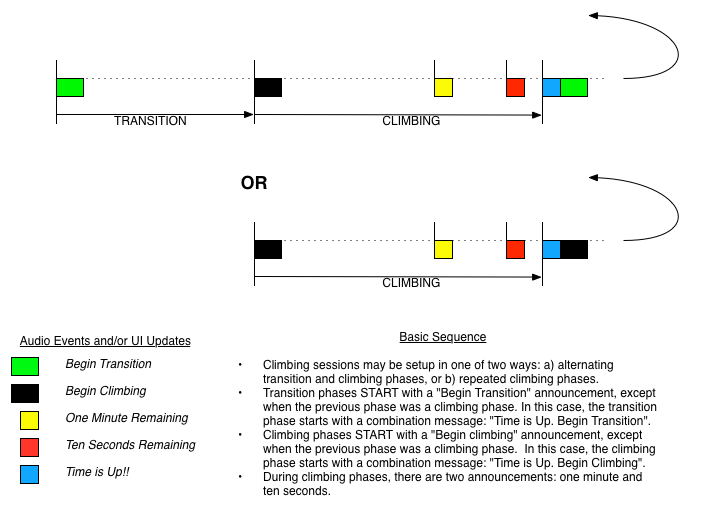 TRANSITION
CLIMBING
OR
CLIMBING
Audio Events and/or UI Updates
Begin Transition
Begin Climbing
One Minute Remaining
Ten Seconds Remaining
Time is Up!!
Basic Sequence
• Climbing sessions may be setup in one of two ways: a) alternating
transition and climbing phases, or b) repeated climbing phases.
• Transition phases START with a "Begin Transition" announcement, except
when the previous phase was a climbing phase. In this case, the transition
phase starts with a combination message: "Time is Up. Begin Transition".
• Climbing phases START with a "Begin climbing" announcement, except
when the previous phase was a climbing phase. In this case, the climbing
phase starts with a combination message: "Time is Up. Begin Climbing".
• During climbing phases, there are two announcements: one minute and
ten seconds.